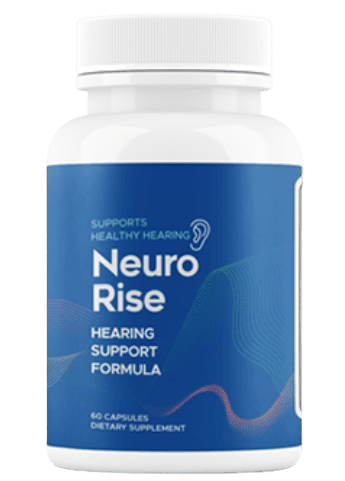 SUPPORTS
HEALTHY HEARING
Neuro
Rise
HEARING
SUPPORT
FORMULA
60 CAPSULES
DIETARY SUPPLEMENT